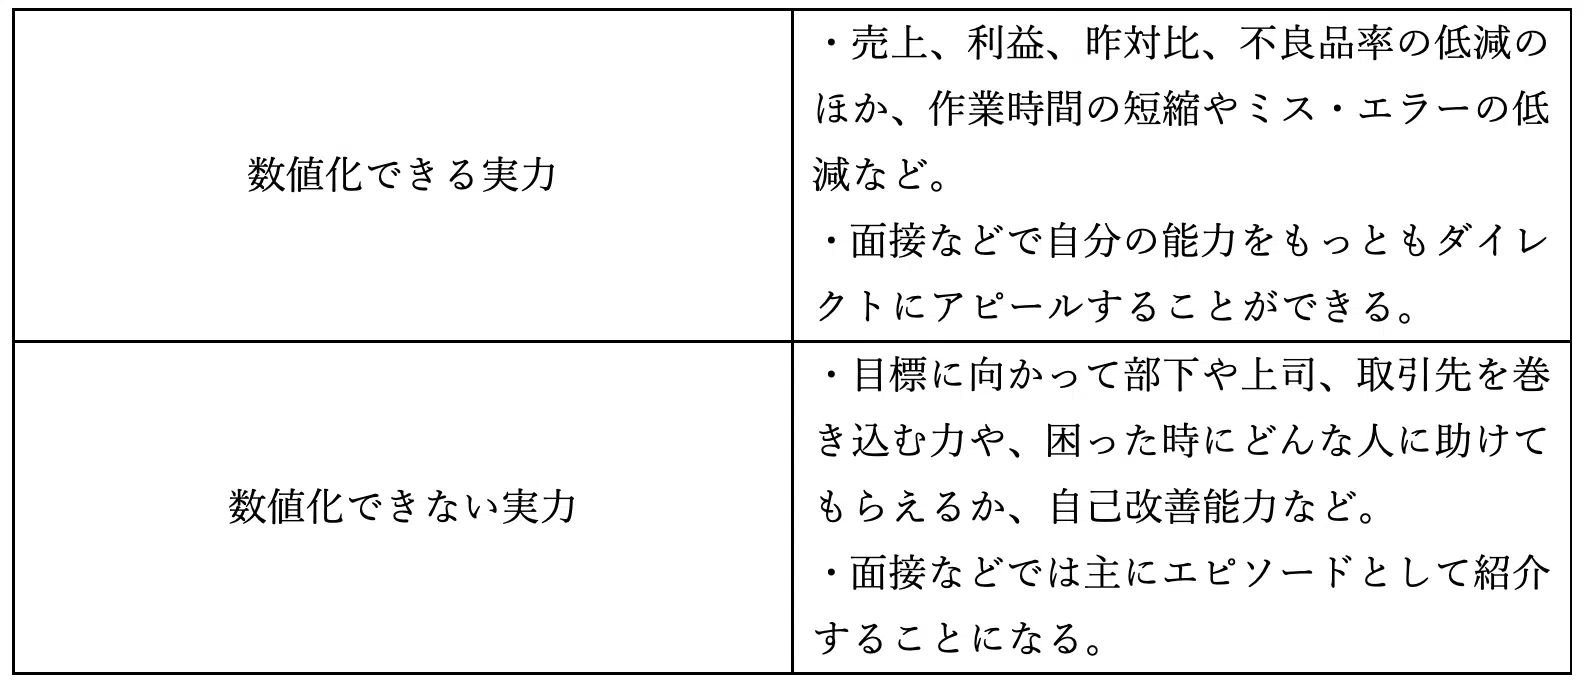 数値化できる実力
・売上、利益、昨対比、不良品率の低減の
ほか、作業時間の短縮やミス・エラーの低
減など。
・面接などで自分の能力をもっともダイレ
クトにアピールすることができる。
数値化できない実力
・目標に向かって部下や上司、取引先を巻
き込む力や、困った時にどんな人に助けて
もらえるか、自己改善能力など。
・面接などでは主にエピソードとして紹介
することになる。